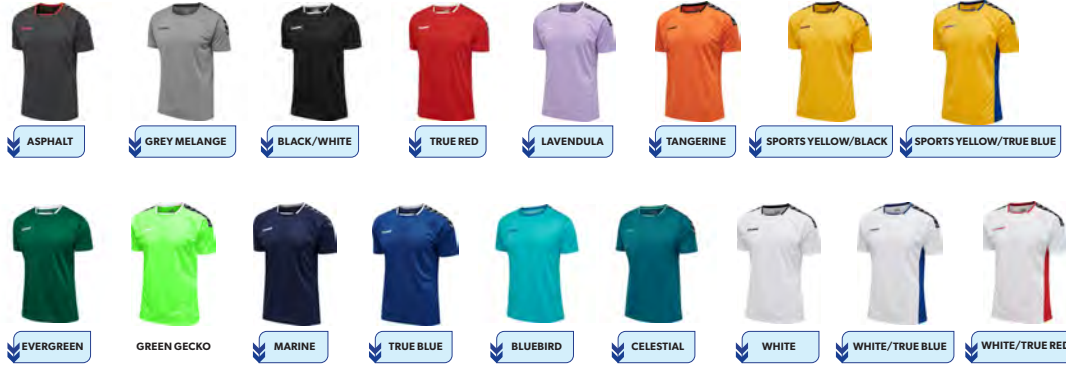 ASPHALT
GREY MELANGE
BLACK/WHITE
TRUE RED
LAVENDULA
TANGERINE
SPORTS YELLOW/BLACK
SPORTS YELLOW/TRUE BLUE
EVERGREEN
GREEN GECKO
MARINE
TRUE BLUE
BLUEBIRD
CELESTIAL
WHITE
WHITE/TRUE BLUE
WHITE/TRUE RED